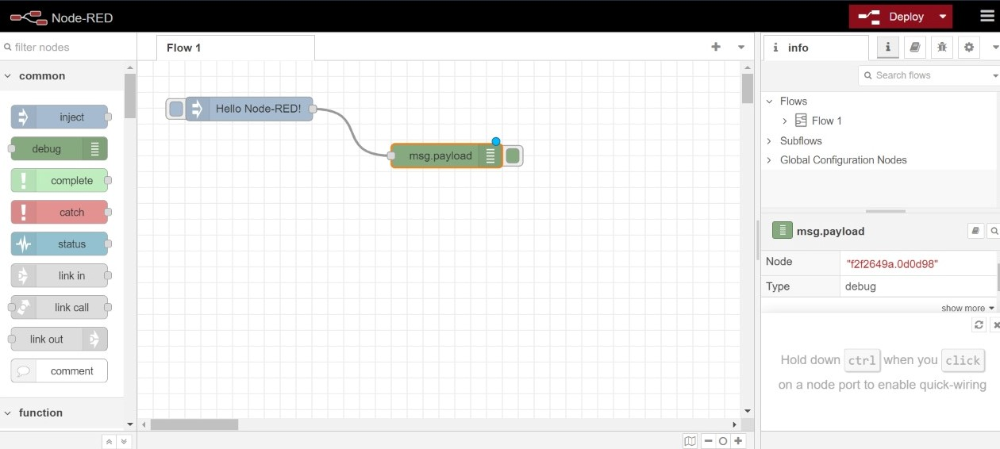 Node-RED
Deploy
filter nodes
Flow 1
info
common
Search flows
inject
debug
complete
catch
status
link in
link call
link out
comment
function
Hello Node-RED!
msg.payload
Flows
Flow 1
Subflows
Global Configuration Nodes
msg.payload
Node "f2f2649a.0d0d98"
Type debug
show more
Hold down ctrl when you click
on a node port to enable quick-wiring